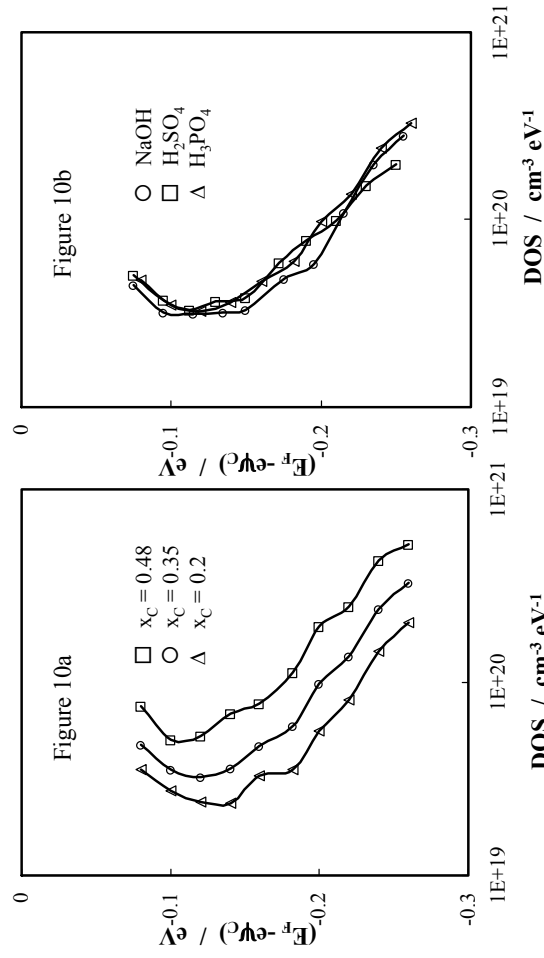 Figure 10a
x_C = 0.48
x_C = 0.35
x_C = 0.2
0
-0.1
-0.2
-0.3
(E_F-eψ_C) / eV
1E+19
1E+20
1E+21
DOS / cm^-3 eV^-1
Figure 10b
NaOH
H_2SO_4
H_3PO_4
0
-0.1
-0.2
-0.3
(E_F-eψ_C) / eV
1E+19
1E+20
1E+21
DOS / cm^-3 eV^-1